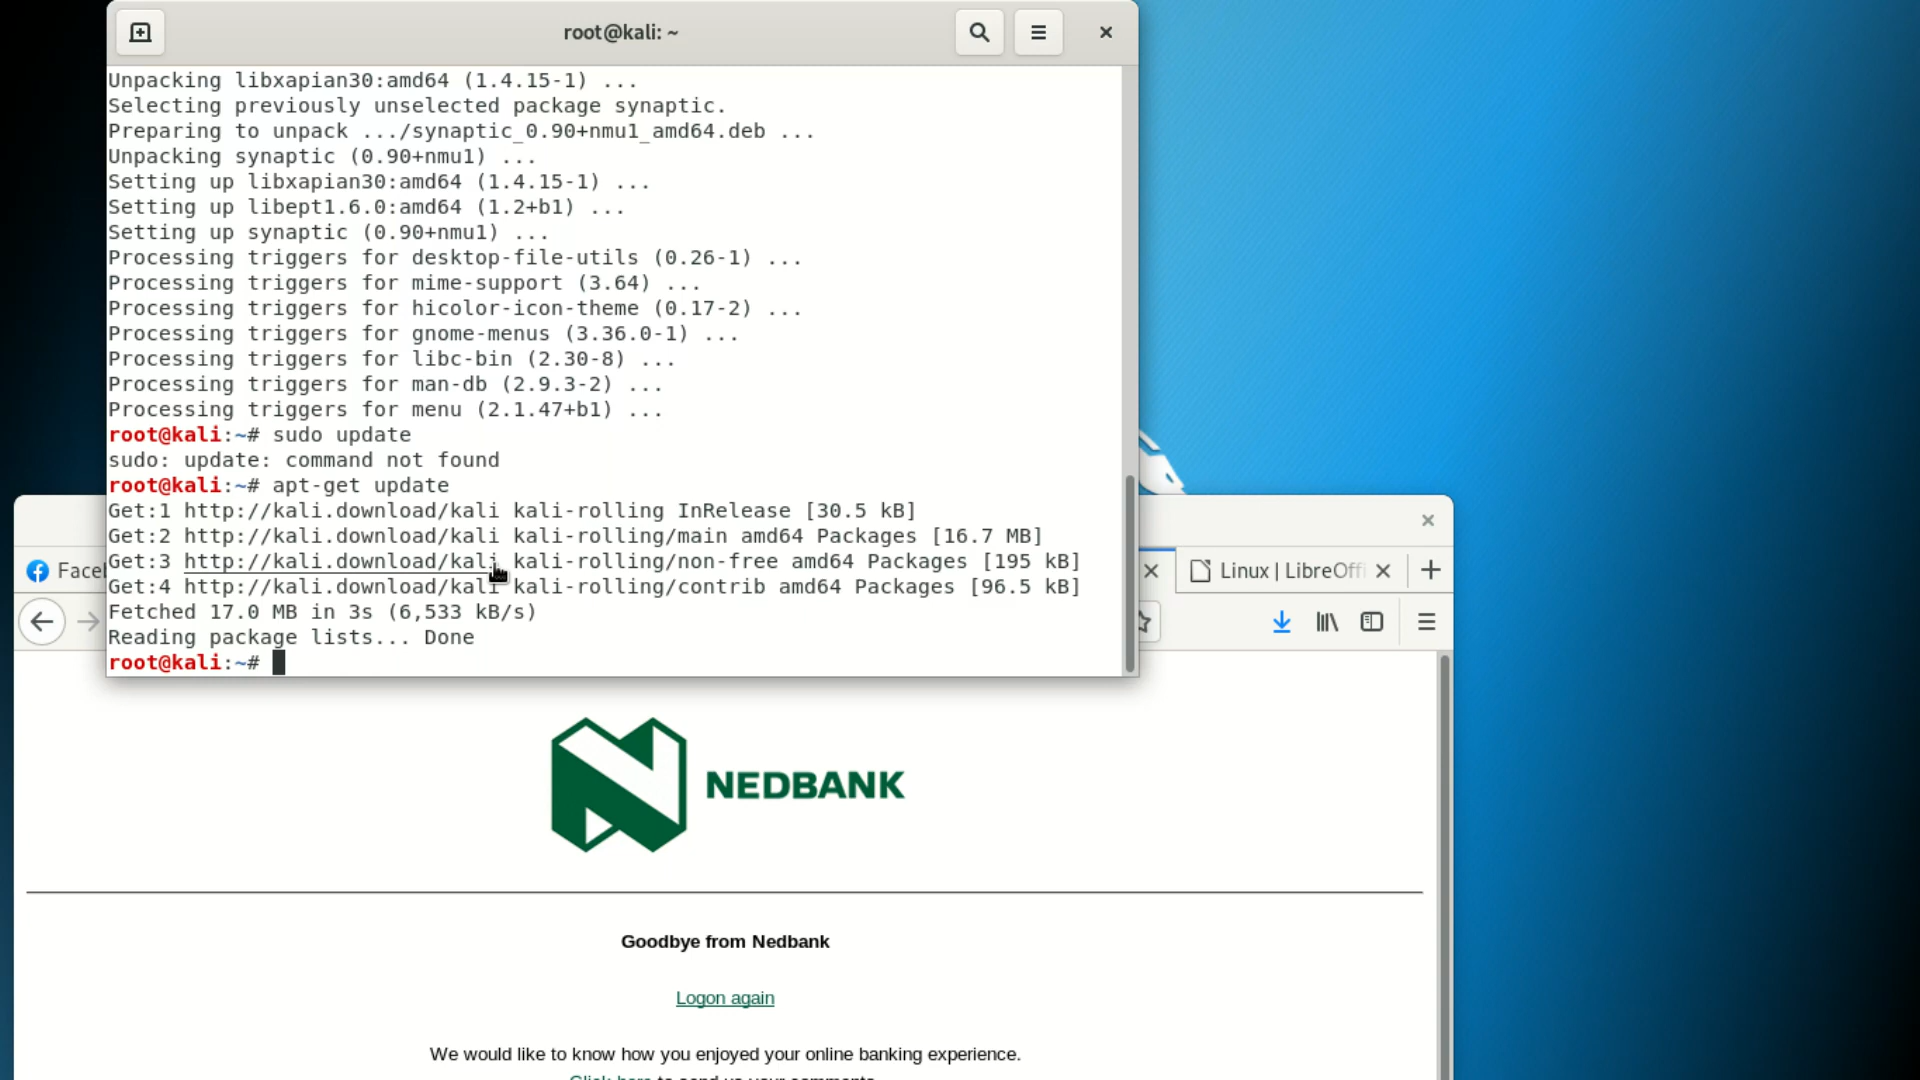 root@kali: ~
Unpacking libxapian30:amd64 (1.4.15-1) ...
Selecting previously unselected package synaptic.
Preparing to unpack .../synaptic_0.90+nmu1_amd64.deb ...
Unpacking synaptic (0.90+nmu1) ...
Setting up libxapian30:amd64 (1.4.15-1) ...
Setting up libept1.6.0:amd64 (1.2+b1) ...
Setting up synaptic (0.90+nmu1) ...
Processing triggers for desktop-file-utils (0.26-1) ...
Processing triggers for mime-support (3.64) ...
Processing triggers for hicolor-icon-theme (0.17-2) ...
Processing triggers for gnome-menus (3.36.0-1) ...
Processing triggers for libc-bin (2.30-8) ...
Processing triggers for man-db (2.9.3-2) ...
Processing triggers for menu (2.1.47+b1) ...
root@kali:~# sudo update
sudo: update: command not found
root@kali:~# apt-get update
Get:1 http://kali.download/kali kali-rolling InRelease [30.5 kB]
Get:2 http://kali.download/kali kali-rolling/main amd64 Packages [16.7 MB]
Get:3 http://kali.download/kali kali-rolling/non-free amd64 Packages [195 kB]
Get:4 http://kali.download/kali kali-rolling/contrib amd64 Packages [96.5 kB]
Fetched 17.0 MB in 3s (6,533 kB/s)
Reading package lists... Done
root@kali:~#
Faceb
Linux | LibreOffi
NEDBANK
Goodbye from Nedbank
Logon again
We would like to know how you enjoyed your online banking experience.
Click here to send us your comments